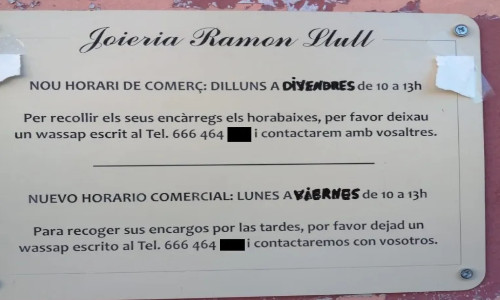 Joieria Ramon Llull
NOU HORARI DE COMERÇ: DILLUNS A DIVENDRES de 10 a 13h
Per recollir els seus encàrregs els horabaixes, per favor deixau
un wassap escrit al Tel. 666 464 i contactarem amb vosaltres.
NUEVO HORARIO COMERCIAL: LUNES A VIERNES de 10 a 13h
Para recoger sus encargos por las tardes, por favor dejad un
wassap escrito al Tel. 666 464 i contactaremos con vosotros.